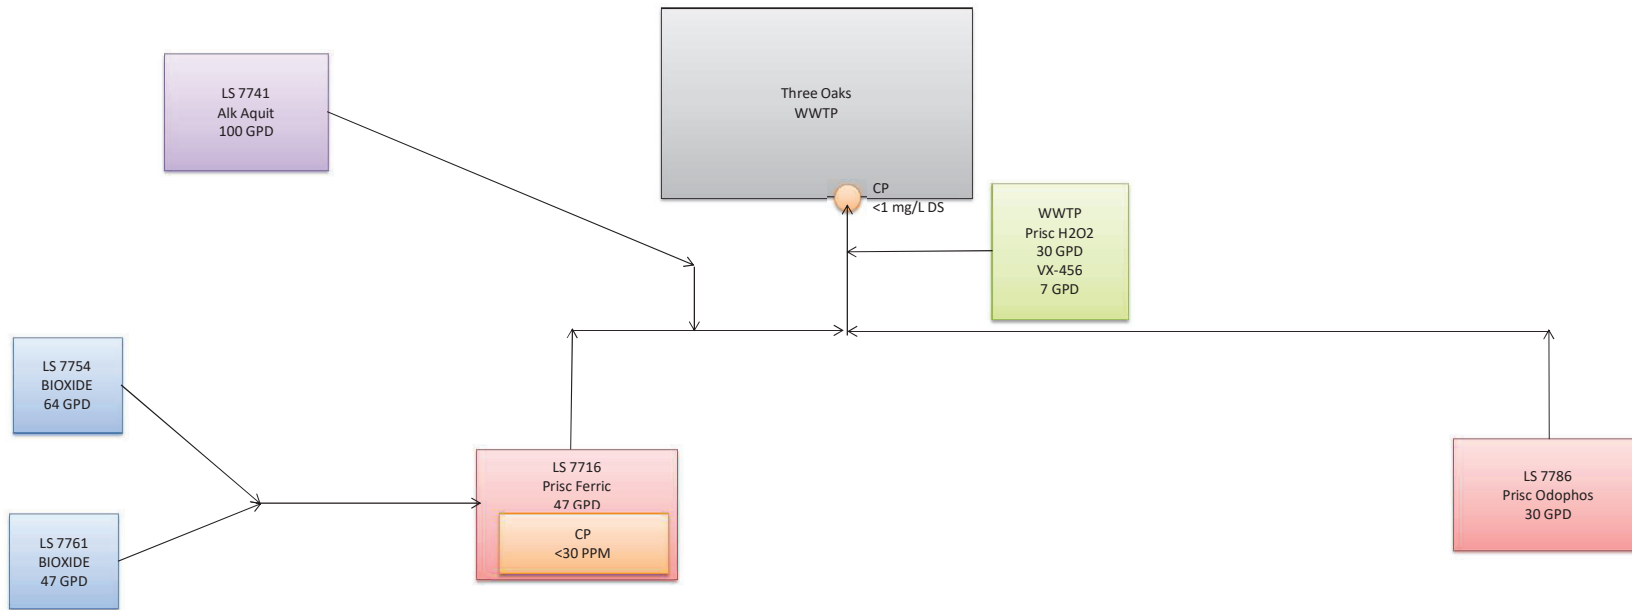 LS 7741
Alk Aquit
100 GPD
Three Oaks
WWTP
CP
<1 mg/L DS
WWTP
Prisc H2O2
30 GPD
VX-456
7 GPD
LS 7754
BIOXIDE
64 GPD
LS 7716
Prisc Ferric
47 GPD
CP
<30 PPM
LS 7786
Prisc Odophos
30 GPD
LS 7761
BIOXIDE
47 GPD